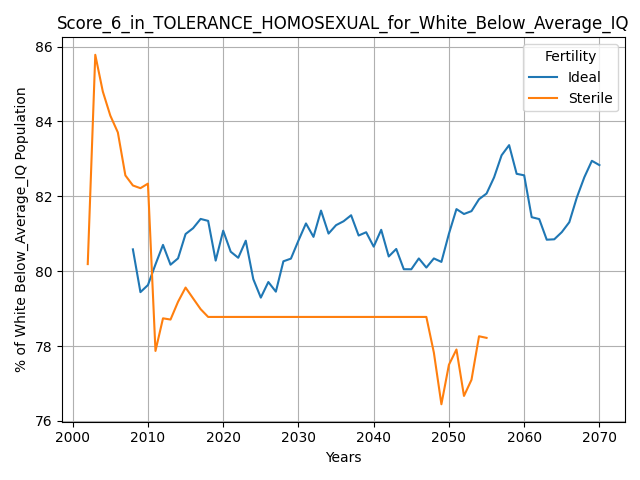 Score_6_in_TOLERANCE_HOMOSEXUAL_for_White_Below_Average_IQ
Fertility
Ideal
Sterile
% of White Below_Average_IQ Population
86
84
82
80
78
76
2000 2010 2020 2030 2040 2050 2060 2070
Years